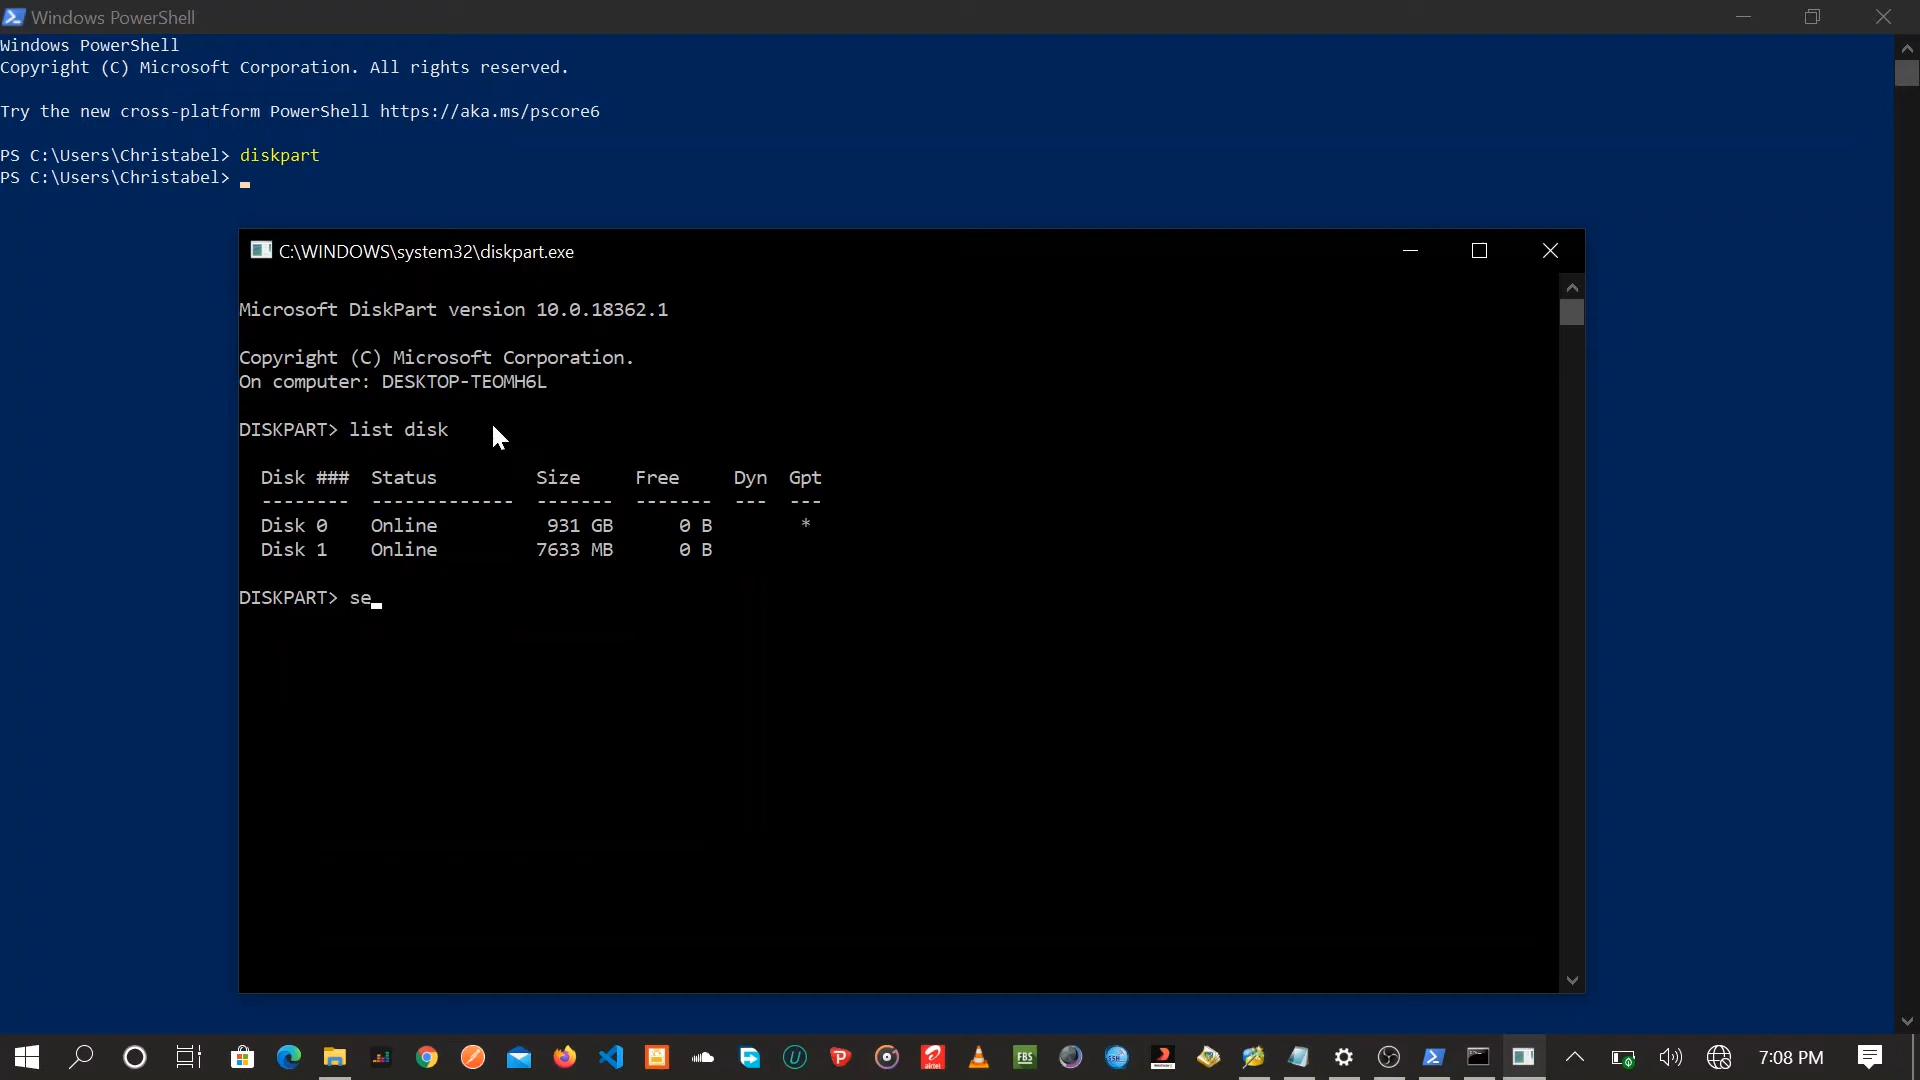 Windows PowerShell
Windows PowerShell
Copyright (C) Microsoft Corporation. All rights reserved.
Try the new cross-platform PowerShell https://aka.ms/pscore6
PS C:\Users\Christabel> diskpart
PS C:\Users\Christabel>
C:\WINDOWS\system32\diskpart.exe
Microsoft DiskPart version 10.0.18362.1
Copyright (C) Microsoft Corporation.
On computer: DESKTOP-TEOMH6L
DISKPART> list disk
  Disk ###  Status         Size     Free     Dyn  Gpt
  --------  -------------  -------  -------  ---  ---
  Disk 0    Online          931 GB      0 B        *
  Disk 1    Online         7633 MB      0 B
DISKPART> se
FBS
airtel
SSH
7:08 PM